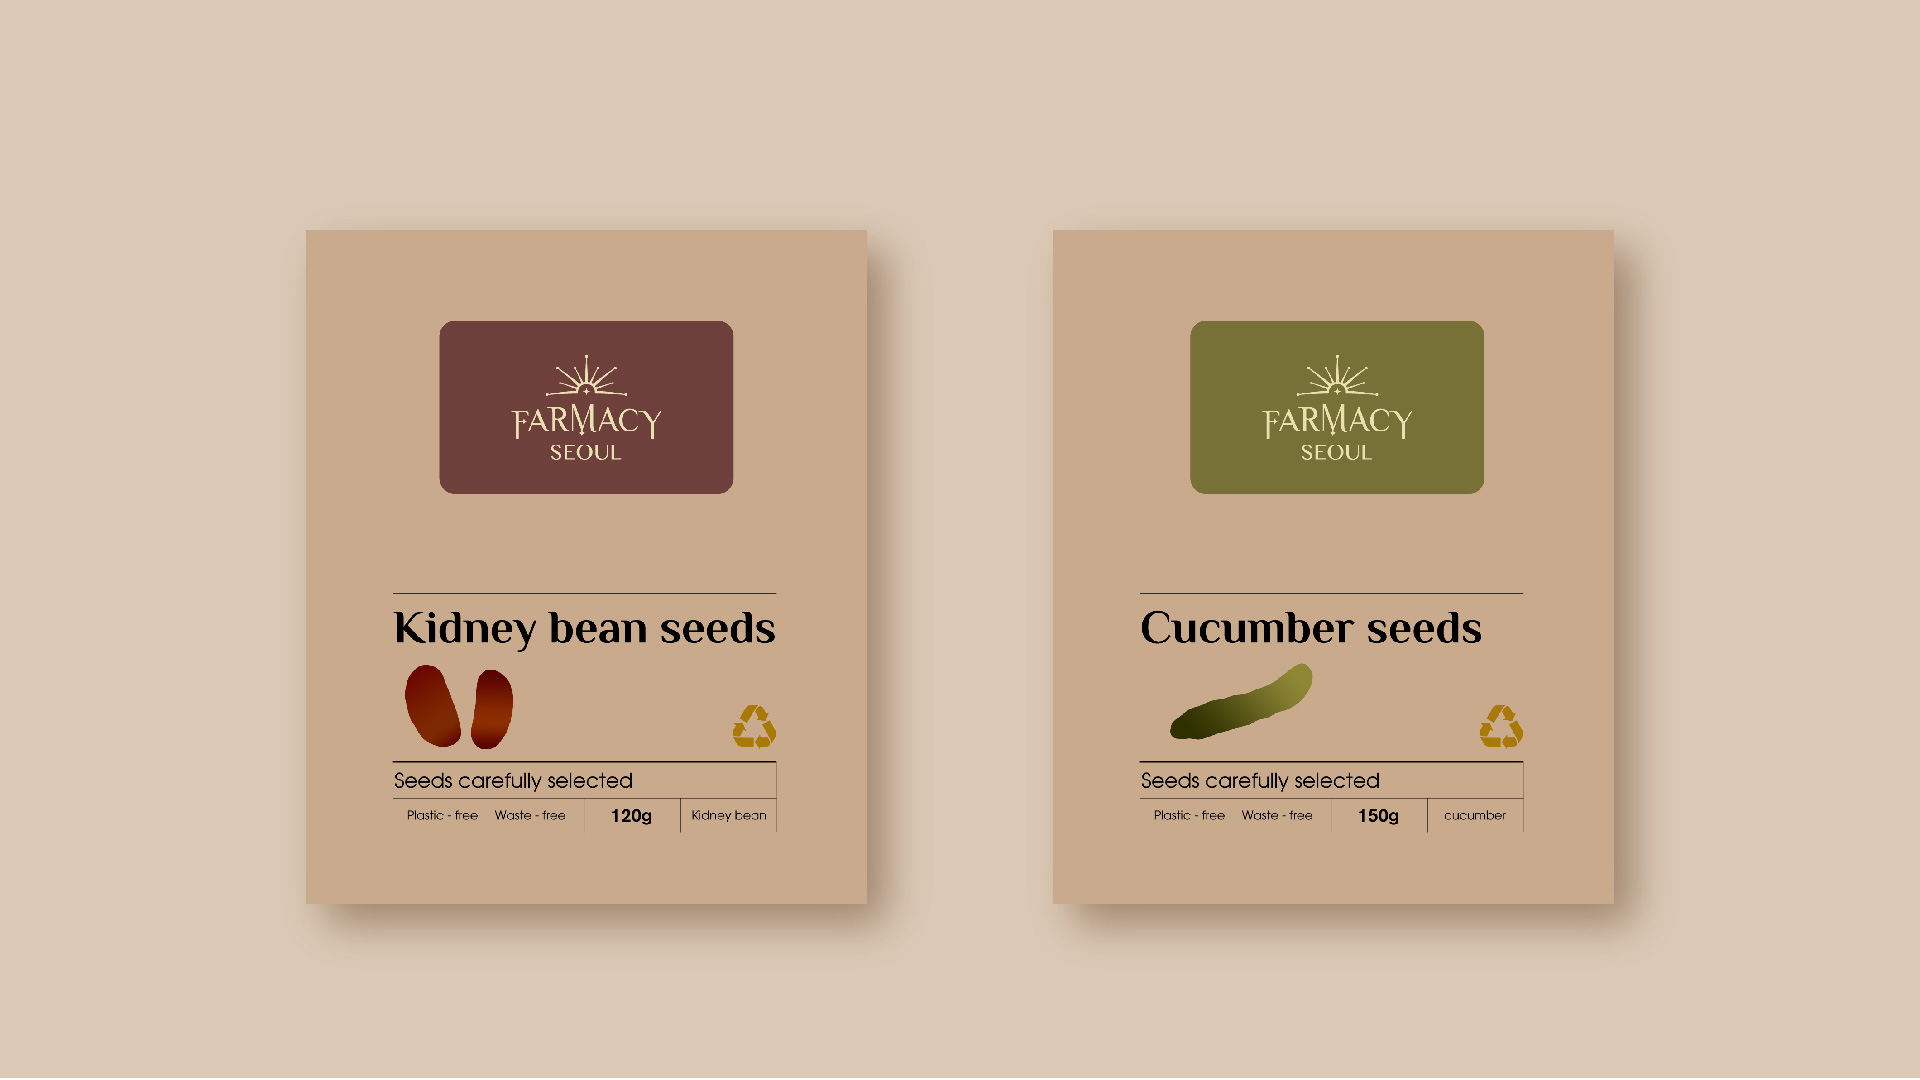 FARMACY
SEOUL
Kidney bean seeds
Seeds carefully selected
Plastic - free Waste - free 120g Kidney bean
FARMACY
SEOUL
Cucumber seeds
Seeds carefully selected
Plastic - free Waste - free 150g cucumber